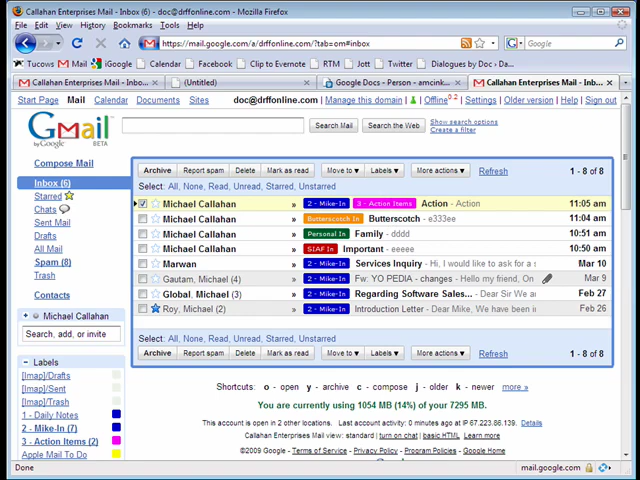 Callahan Enterprises Mail - Inbox (6) - doc@drffonline.com - Mozilla Firefox
File Edit View History Bookmarks Tools Help
https://mail.google.com/a/drffonline.com/?tab=om#inbox
Google
Tucows Mail Calendar Google Facebook Clip to Evernote RTM Jott Twitter Dialogues by Doc...
Callahan Enterprises Mail - Inbo... (Untitled) Google Docs - Person - amcink... Callahan Enterprises Mail - Inb...
Start Page Mail Calendar Documents Sites doc@drffonline.com | Manage this domain | Offline 0.2 | Settings | Older version | Help | Sign out
Gmail
by Google BETA
Search Mail Search the Web Show search options
Create a filter
Compose Mail
Inbox (6)
Starred
Chats
Sent Mail
Drafts
All Mail
Spam (8)
Trash
Contacts
Michael Callahan
Search, add, or invite
Labels
[Imap]/Drafts
[Imap]/Sent
[Imap]/Trash
1 - Daily Notes
2 - Mike-In (7)
3 - Action Items (2)
Apple Mail To Do
Archive Report spam Delete Mark as read Move to Labels More actions Refresh 1 - 8 of 8
Select: All, None, Read, Unread, Starred, Unstarred
Michael Callahan » 2 - Mike-In 3 - Action Items Action - Action 11:05 am
Michael Callahan » Butterscotch In Butterscotch - e333ee 11:04 am
Michael Callahan » Personal In Family - dddd 10:51 am
Michael Callahan » SIAF In Important - eeeee 10:50 am
Marwan » 2 - Mike-In Services Inquiry - Hi, I would like to ask for a s Mar 10
Gautam, Michael (4) » 2 - Mike-In Fw: YO PEDIA - changes - Hello my friend, On Mar 9
Global, Michael (3) » 2 - Mike-In Regarding Software Sales... - Dear Sir We ar Feb 27
Roy, Michael (2) » 2 - Mike-In Introduction Letter - Dear Mike, We have been in Feb 26
Select: All, None, Read, Unread, Starred, Unstarred
Archive Report spam Delete Mark as read Move to Labels More actions Refresh 1 - 8 of 8
Shortcuts: o - open y - archive c - compose j - older k - newer more »
You are currently using 1054 MB (14%) of your 7295 MB.
This account is open in 2 other locations. Last account activity: 0 minutes ago at IP 67.223.86.139. Details
Callahan Enterprises Mail view: standard | turn on chat | basic HTML Learn more
©2009 Google - Terms of Service - Privacy Policy - Program Policies - Google Home
Done mail.google.com